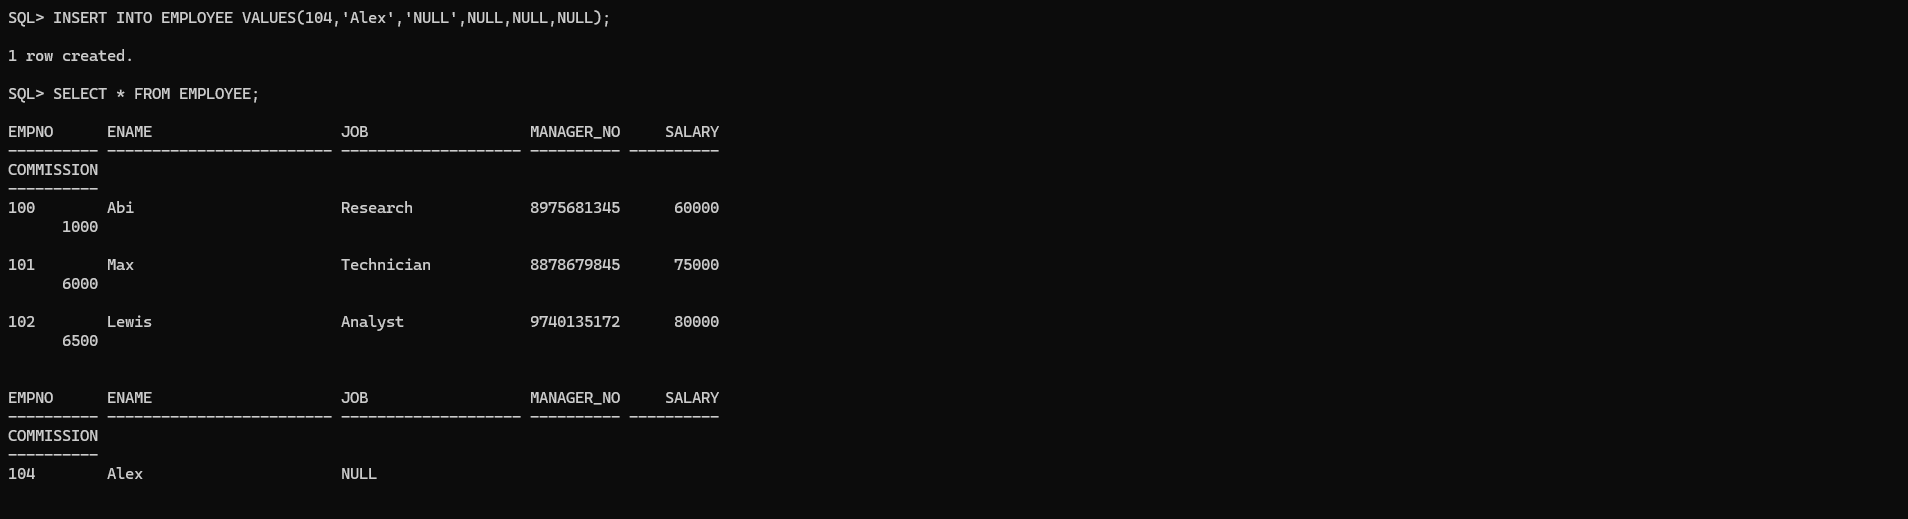 SQL> INSERT INTO EMPLOYEE VALUES(104,'Alex','NULL',NULL,NULL,NULL);
1 row created.
SQL> SELECT * FROM EMPLOYEE;
EMPNO      ENAME                     JOB                  MANAGER_NO     SALARY
---------- ------------------------- -------------------- ---------- ----------
COMMISSION
----------
100        Abi                       Research             8975681345      60000
      1000
101        Max                       Technician           8878679845      75000
      6000
102        Lewis                     Analyst              9740135172      80000
      6500
EMPNO      ENAME                     JOB                  MANAGER_NO     SALARY
---------- ------------------------- -------------------- ---------- ----------
COMMISSION
----------
104        Alex                      NULL